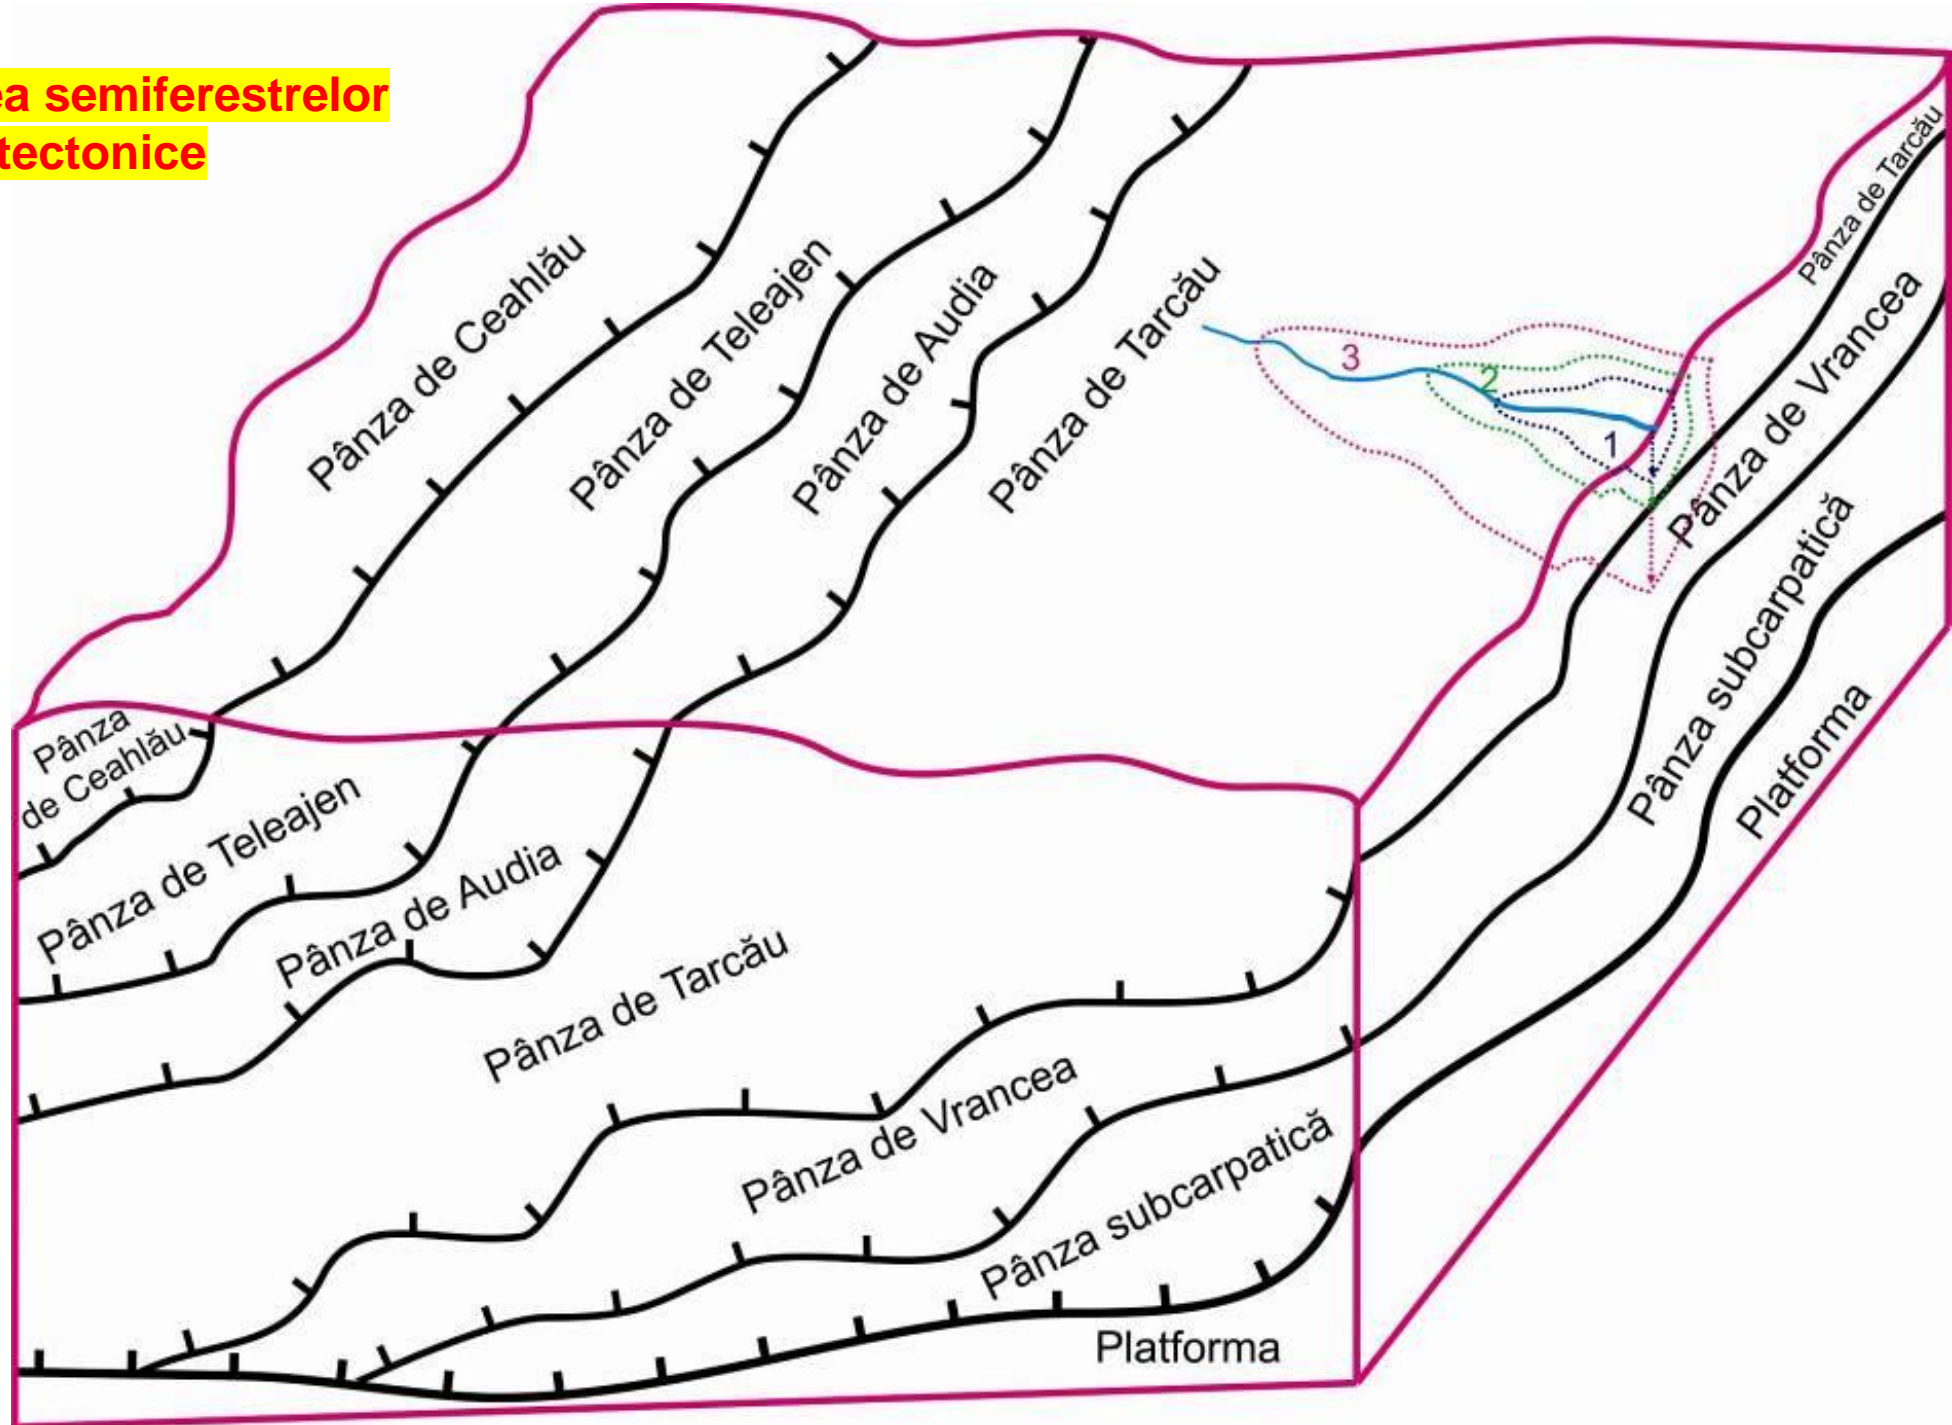 ea semiferestrelor
tectonice
Pânza de Ceahlău
Pânza de Teleajen
Pânza de Audia
Pânza de Tarcău
3
2
1
Pânza de Tarcău
Pânza de Vrancea
Pânza subcarpatică
Platforma
Pânza
de Ceahlău
Pânza de Teleajen
Pânza de Audia
Pânza de Tarcău
Pânza de Vrancea
Pânza subcarpatică
Platforma